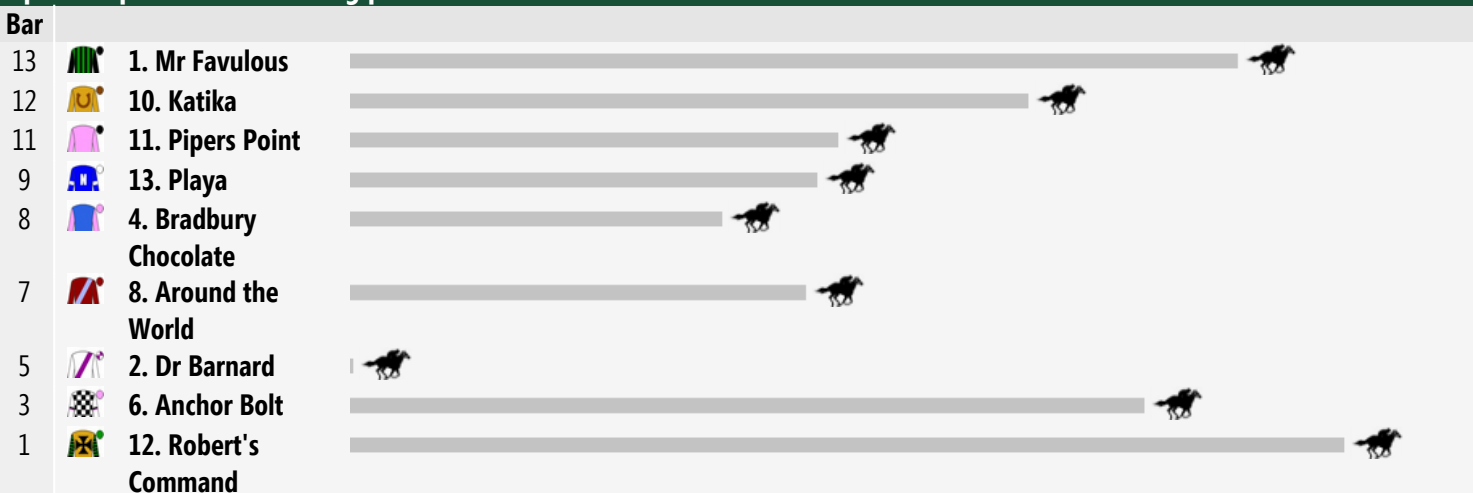 Bar
13 1. Mr Favulous
12 10. Katika
11 11. Pipers Point
9 13. Playa
8 4. Bradbury
Chocolate
7 8. Around the
World
5 2. Dr Barnard
3 6. Anchor Bolt
1 12. Robert's
Command